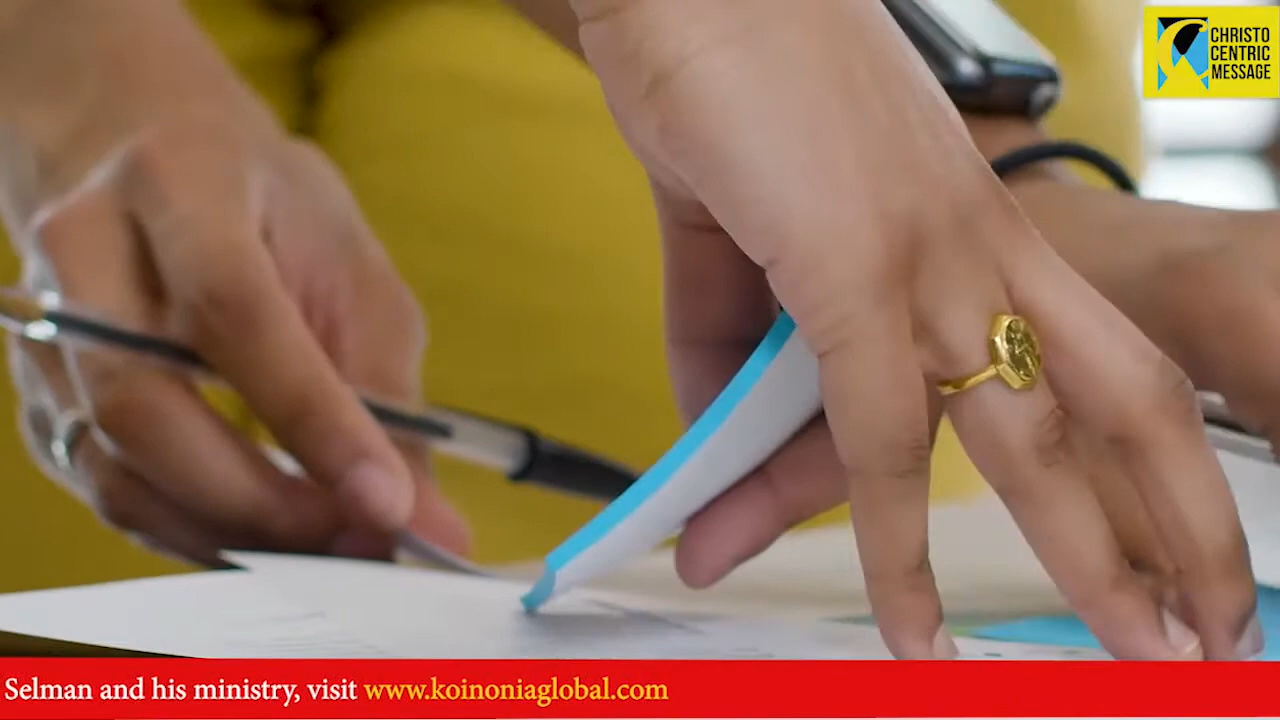 CHRISTO
CENTRIC
MESSAGE
Selman and his ministry, visit www.koinoniaglobal.com